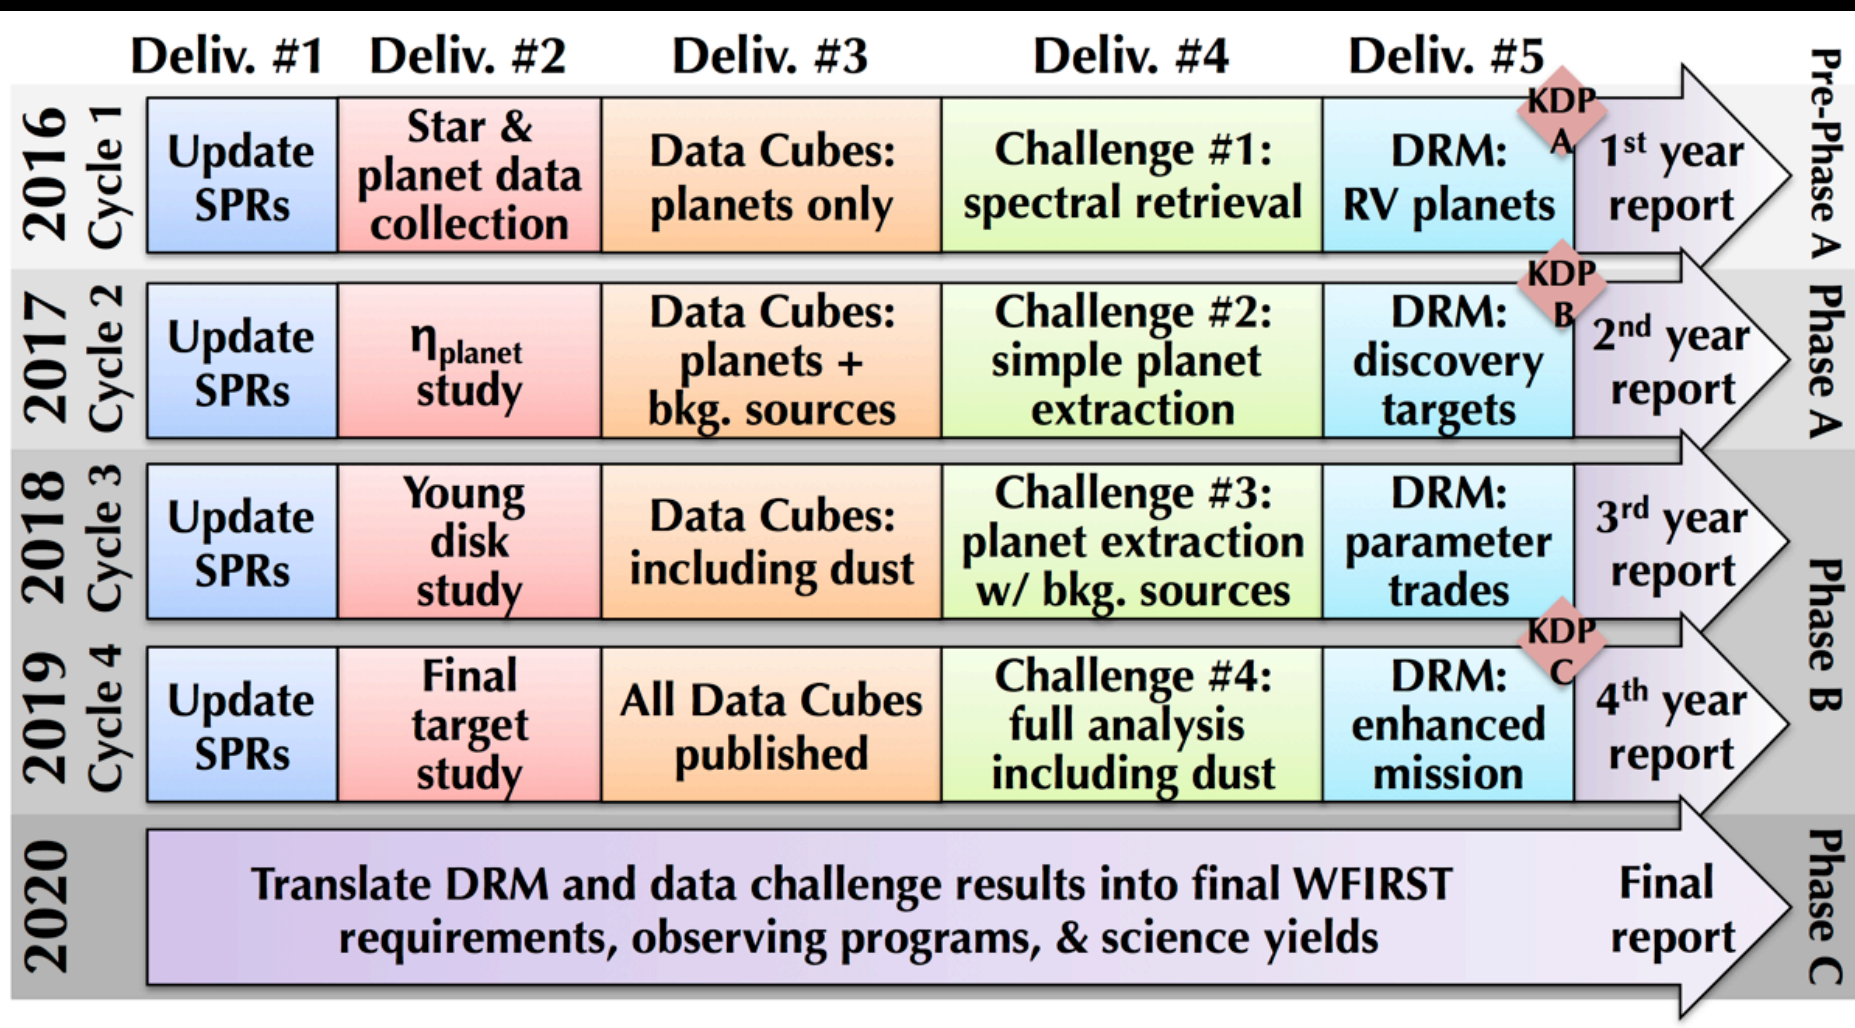 Deliv. #1 Deliv. #2 Deliv. #3 Deliv. #4 Deliv. #5
2016
Cycle 1
Update
SPRs
Star &
planet data
collection
Data Cubes:
planets only
Challenge #1:
spectral retrieval
DRM:
RV planets
KDP
A
1st year
report
Pre-Phase A
2017
Cycle 2
Update
SPRs
ηplanet
study
Data Cubes:
planets +
bkg. sources
Challenge #2:
simple planet
extraction
DRM:
discovery
targets
KDP
B
2nd year
report
Phase A
2018
Cycle 3
Update
SPRs
Young
disk
study
Data Cubes:
including dust
Challenge #3:
planet extraction
w/ bkg. sources
DRM:
parameter
trades
3rd year
report
Phase B
2019
Cycle 4
Update
SPRs
Final
target
study
All Data Cubes
published
Challenge #4:
full analysis
including dust
DRM:
enhanced
mission
KDP
C
4th year
report
2020
Translate DRM and data challenge results into final WFIRST
requirements, observing programs, & science yields
Final
report
Phase C